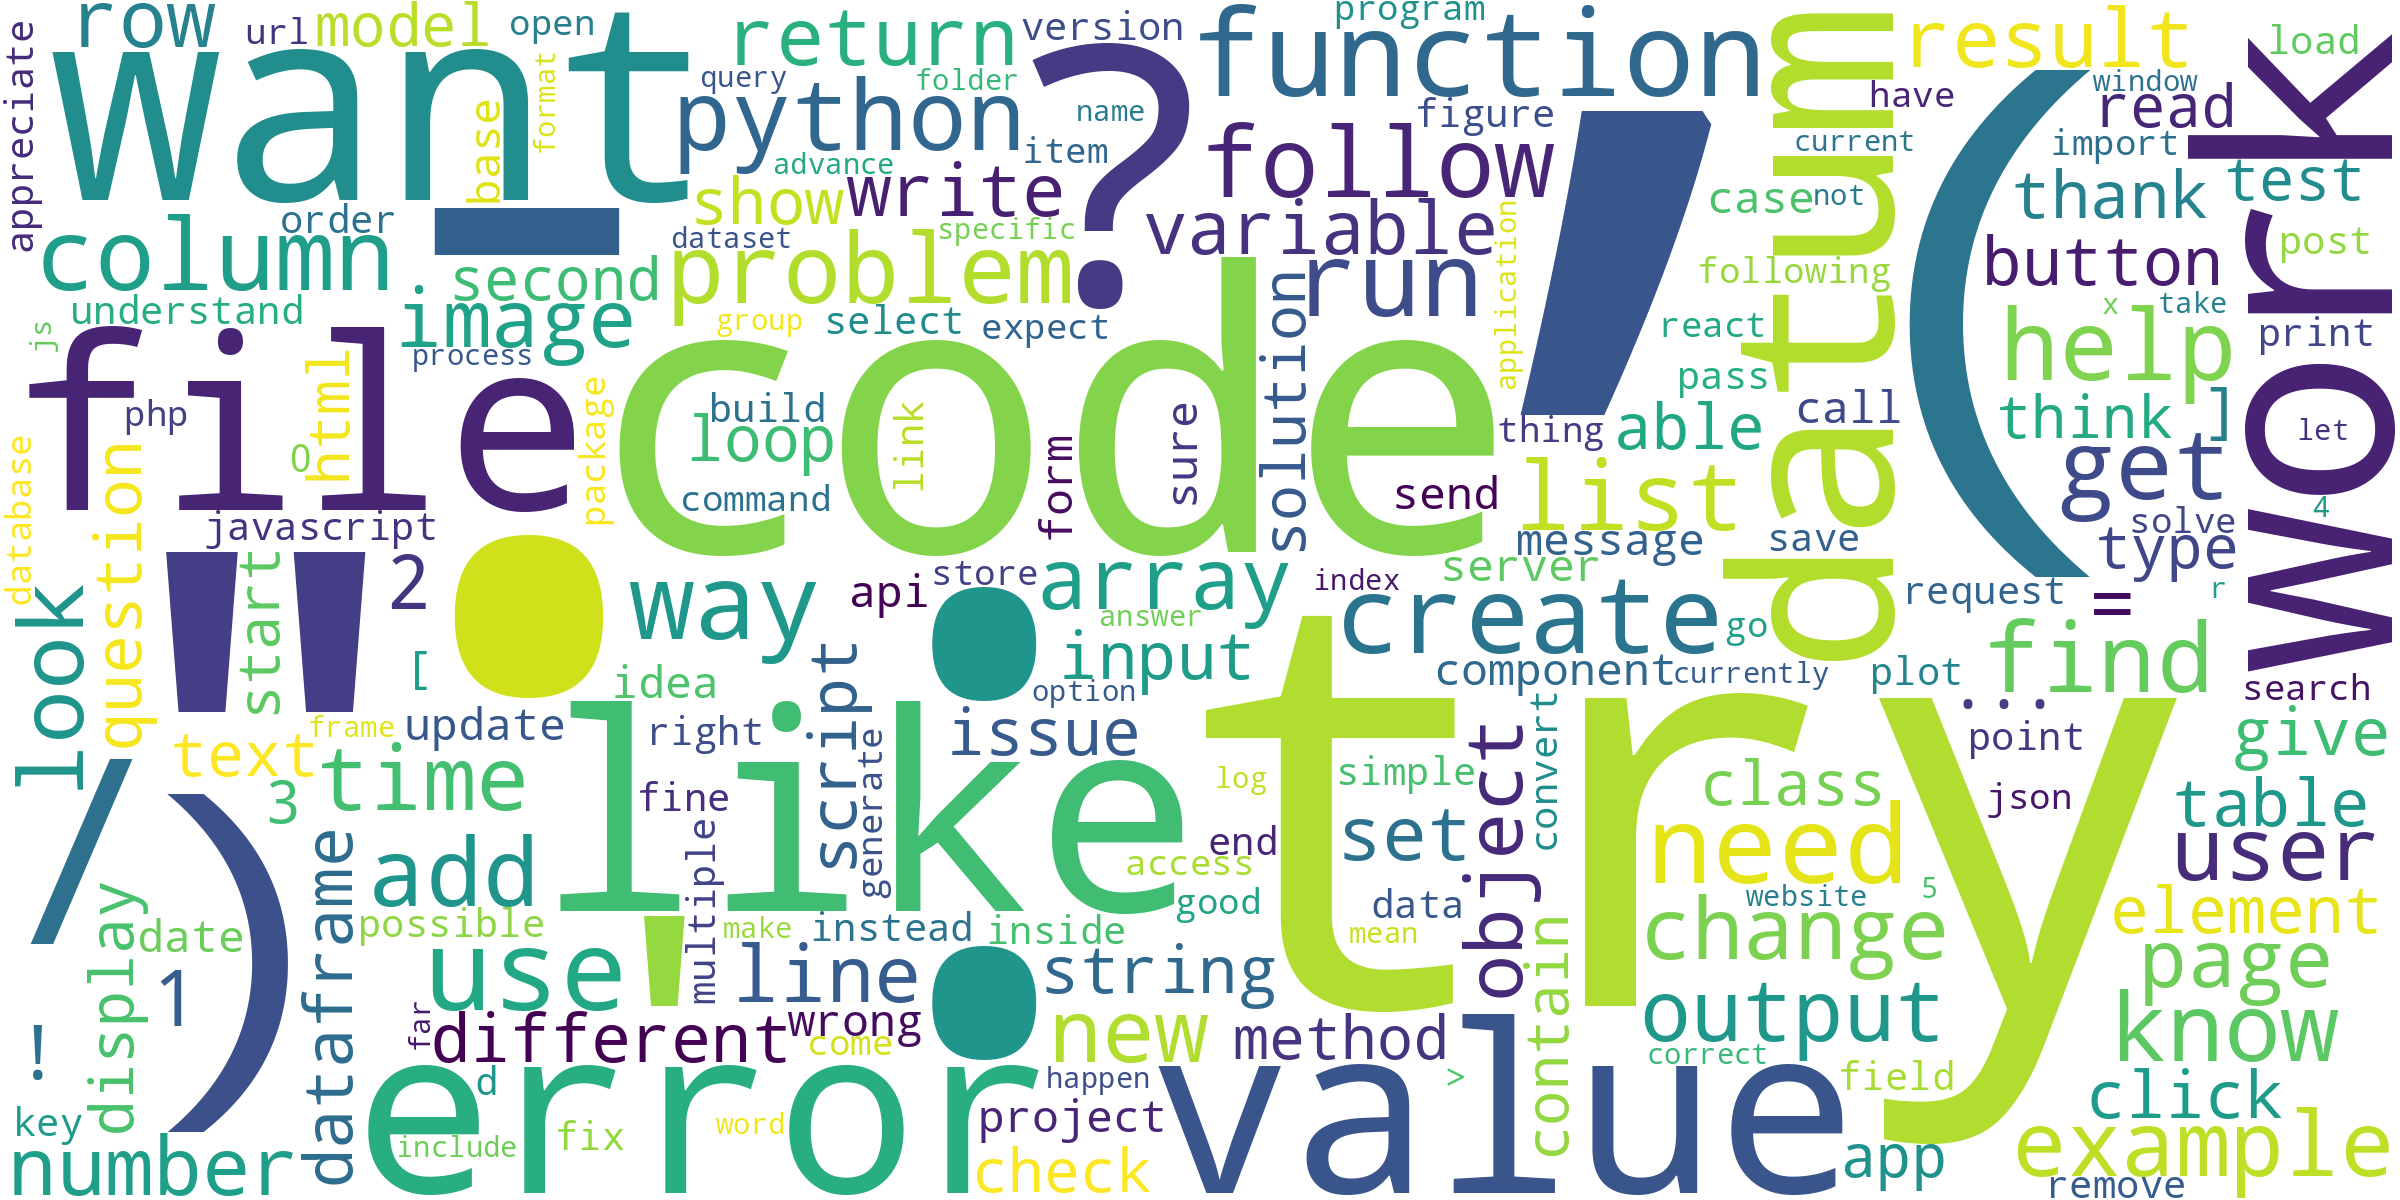 row
url
model
open
return
version
program
function
result
load
appreciate
want
base
format
query
folder
python
name
?
figure
follow
datum
have
window
read
current
(
import
work
test
thank
column
order
_
show
advance
write
item
dataset
specific
variable
application
case
not
post
button
second
problem
run
,
following
understand
image
group
select
expect
solution
react
x
take
print
js
file
process
code
help
html
php
package
build
loop
link
sure
form
thing
able
pass
call
think
]
let
database
question
0
javascript
command
send
list
get
look
start
"
2
.
way
api
store
array
answer
index
message
server
save
type
solve
4
create
request
=
r
[
idea
script
input
option
go
component
currently
plot
find
search
text
frame
update
right
issue
:
like
try
object
convert
...
point
give
/
3
time
fine
multiple
generate
log
simple
class
json
table
)
add
end
access
set
need
user
display
date
dataframe
possible
make
instead
inside
good
data
mean
website
5
element
1
use
'
line
string
contain
change
page
!
far
different
wrong
come
new
method
output
know
key
d
error
happen
>
value
correct
field
click
number
include
fix
word
project
check
app
example
remove
;